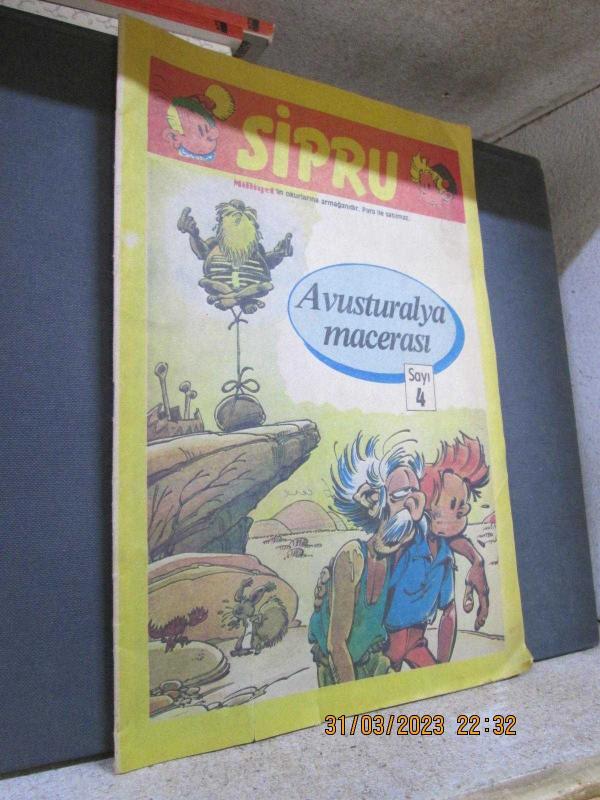 SİPRU
Milliyet'in okurlarına armağanıdır. Para ile satılmaz.
Avusturalya
macerası
Sayı
4
31/03/2023 22:32